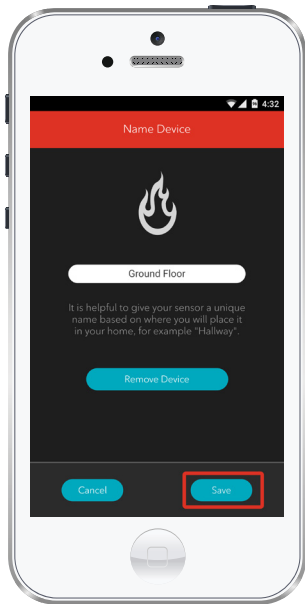 4:32
Name Device
Ground Floor
It is helpful to give your sensor a unique
name based on where you will place it
in your home, for example "Hallway".
Remove Device
Cancel
Save